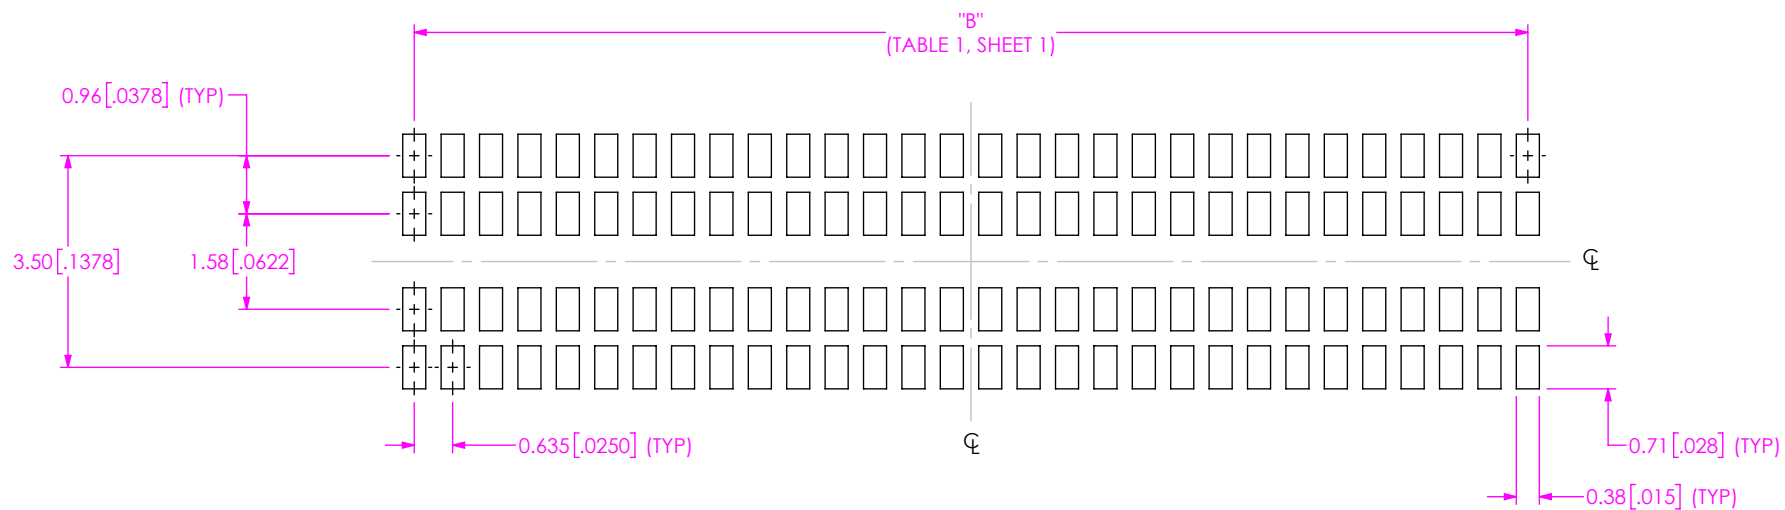 "B"
(TABLE 1, SHEET 1)
0.96[.0378] (TYP)
3.50[.1378]
1.58[.0622]
℄
0.635[.0250] (TYP)
℄
0.71[.028] (TYP)
0.38[.015] (TYP)